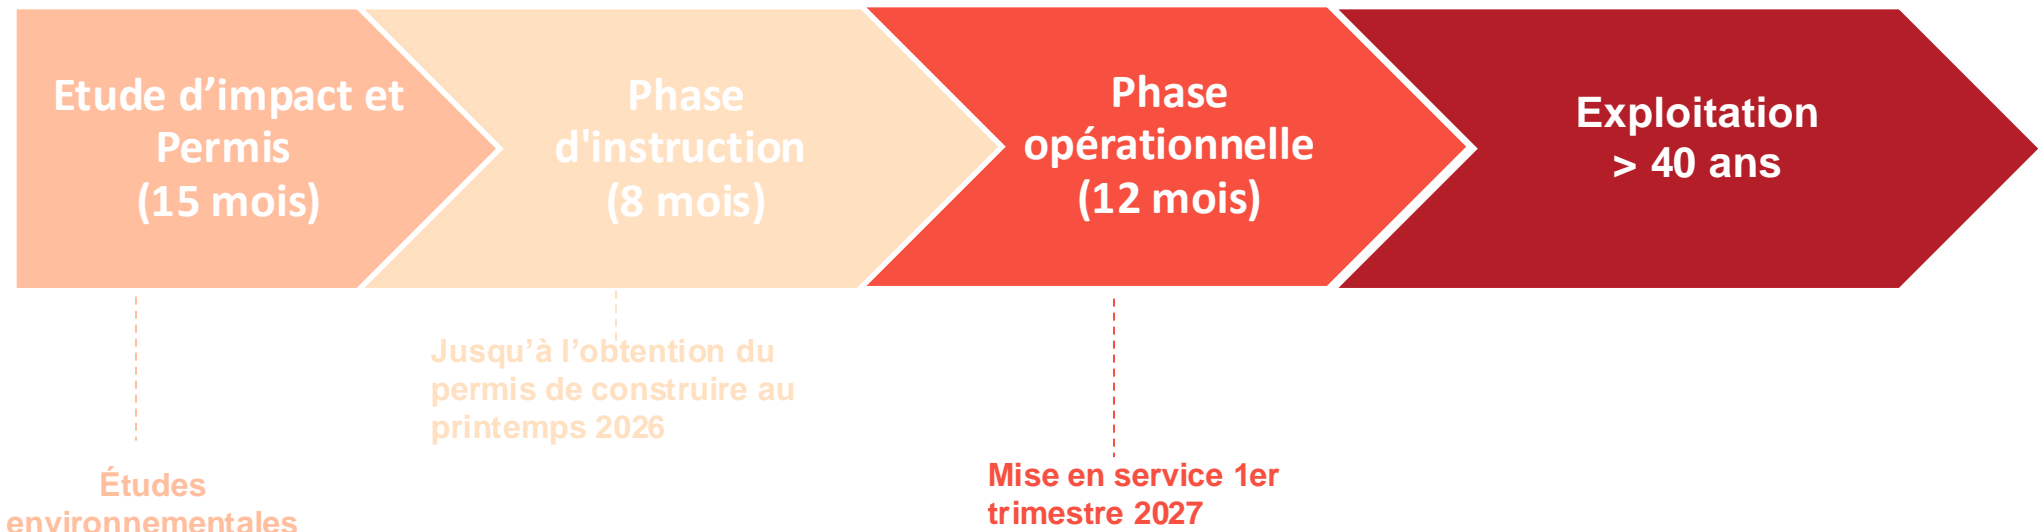 Etude d’impact et
Permis
(15 mois)
Phase
d'instruction
(8 mois)
Phase
opérationnelle
(12 mois)
Exploitation
> 40 ans
Jusqu’à l’obtention du
permis de construire au
printemps 2026
Études
environnementales
Mise en service 1er
trimestre 2027